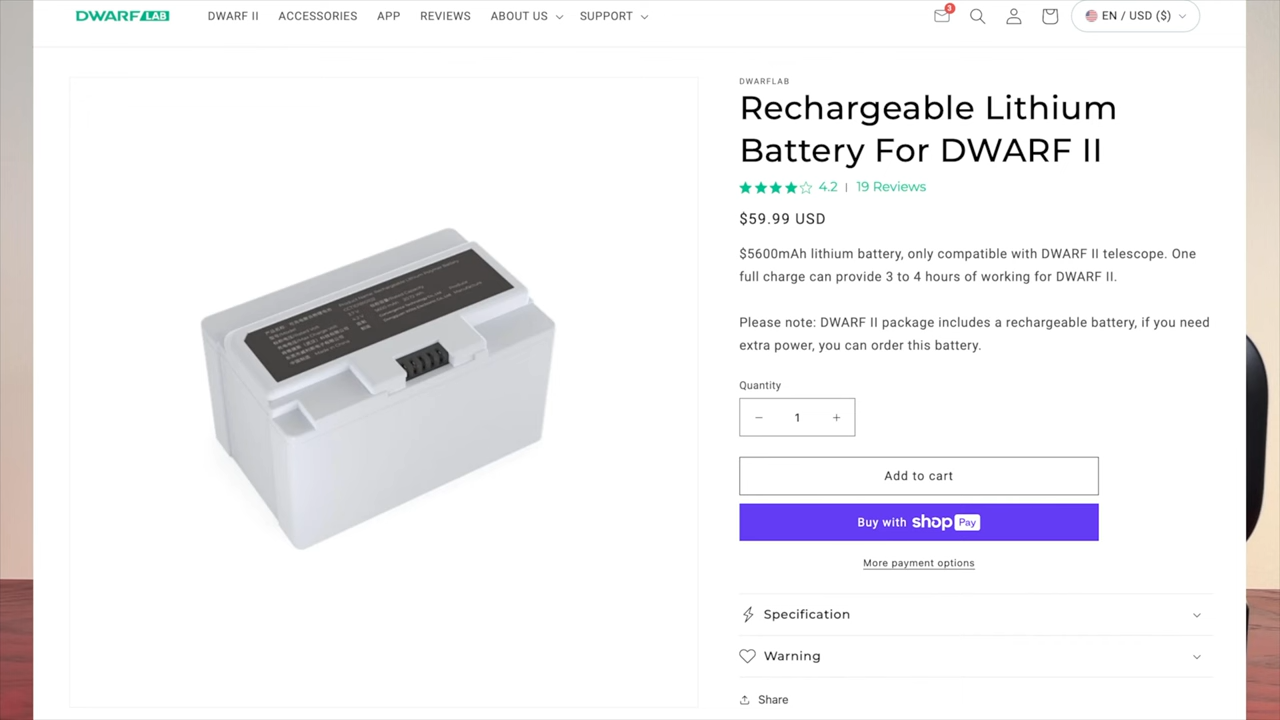 DWARFLAB
DWARF II
ACCESSORIES
APP
REVIEWS
ABOUT US
SUPPORT
3
EN / USD ($)
DWARFLAB
Rechargeable Lithium
Battery For DWARF II
4.2 | 19 Reviews
$59.99 USD
$5600mAh lithium battery, only compatible with DWARF II telescope. One
full charge can provide 3 to 4 hours of working for DWARF II.
Please note: DWARF II package includes a rechargeable battery, if you need
extra power, you can order this battery.
Quantity
− 1 +
Add to cart
Buy with shop Pay
More payment options
Specification
Warning
Share